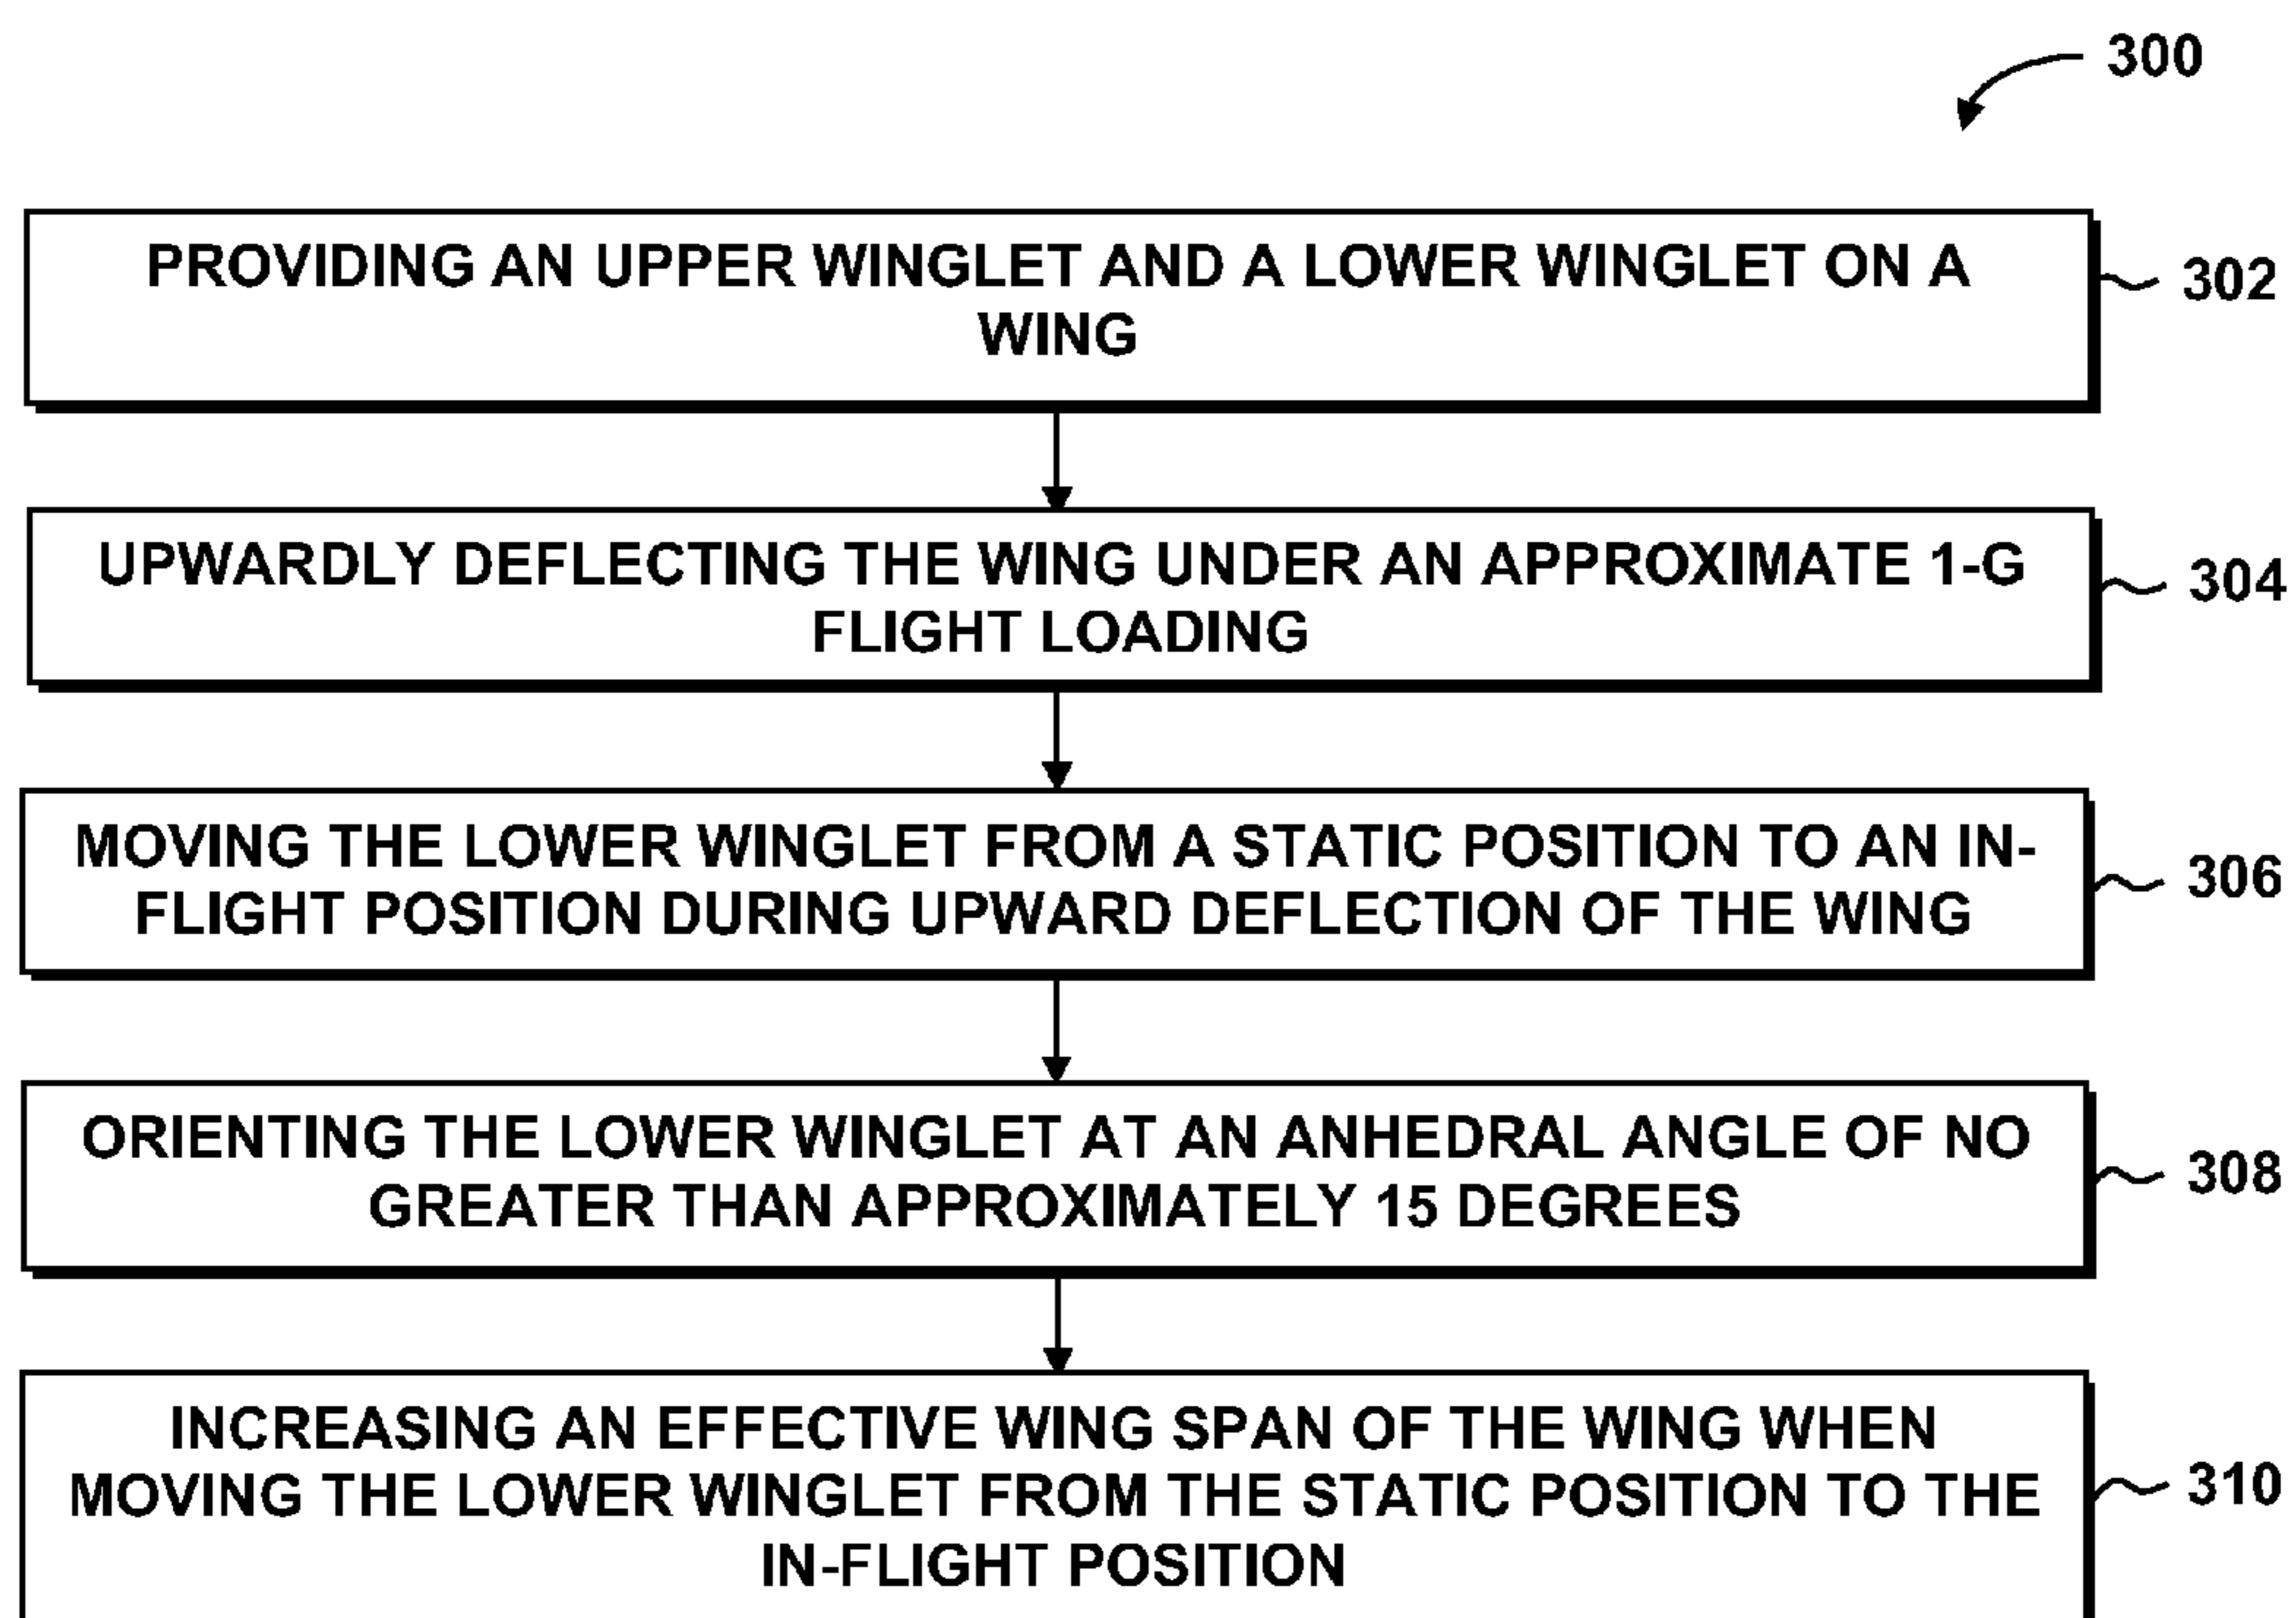 300
PROVIDING AN UPPER WINGLET AND A LOWER WINGLET ON A
WING
302
UPWARDLY DEFLECTING THE WING UNDER AN APPROXIMATE 1-G
FLIGHT LOADING
304
MOVING THE LOWER WINGLET FROM A STATIC POSITION TO AN IN-
FLIGHT POSITION DURING UPWARD DEFLECTION OF THE WING
306
ORIENTING THE LOWER WINGLET AT AN ANHEDRAL ANGLE OF NO
GREATER THAN APPROXIMATELY 15 DEGREES
308
INCREASING AN EFFECTIVE WING SPAN OF THE WING WHEN
MOVING THE LOWER WINGLET FROM THE STATIC POSITION TO THE
IN-FLIGHT POSITION
310